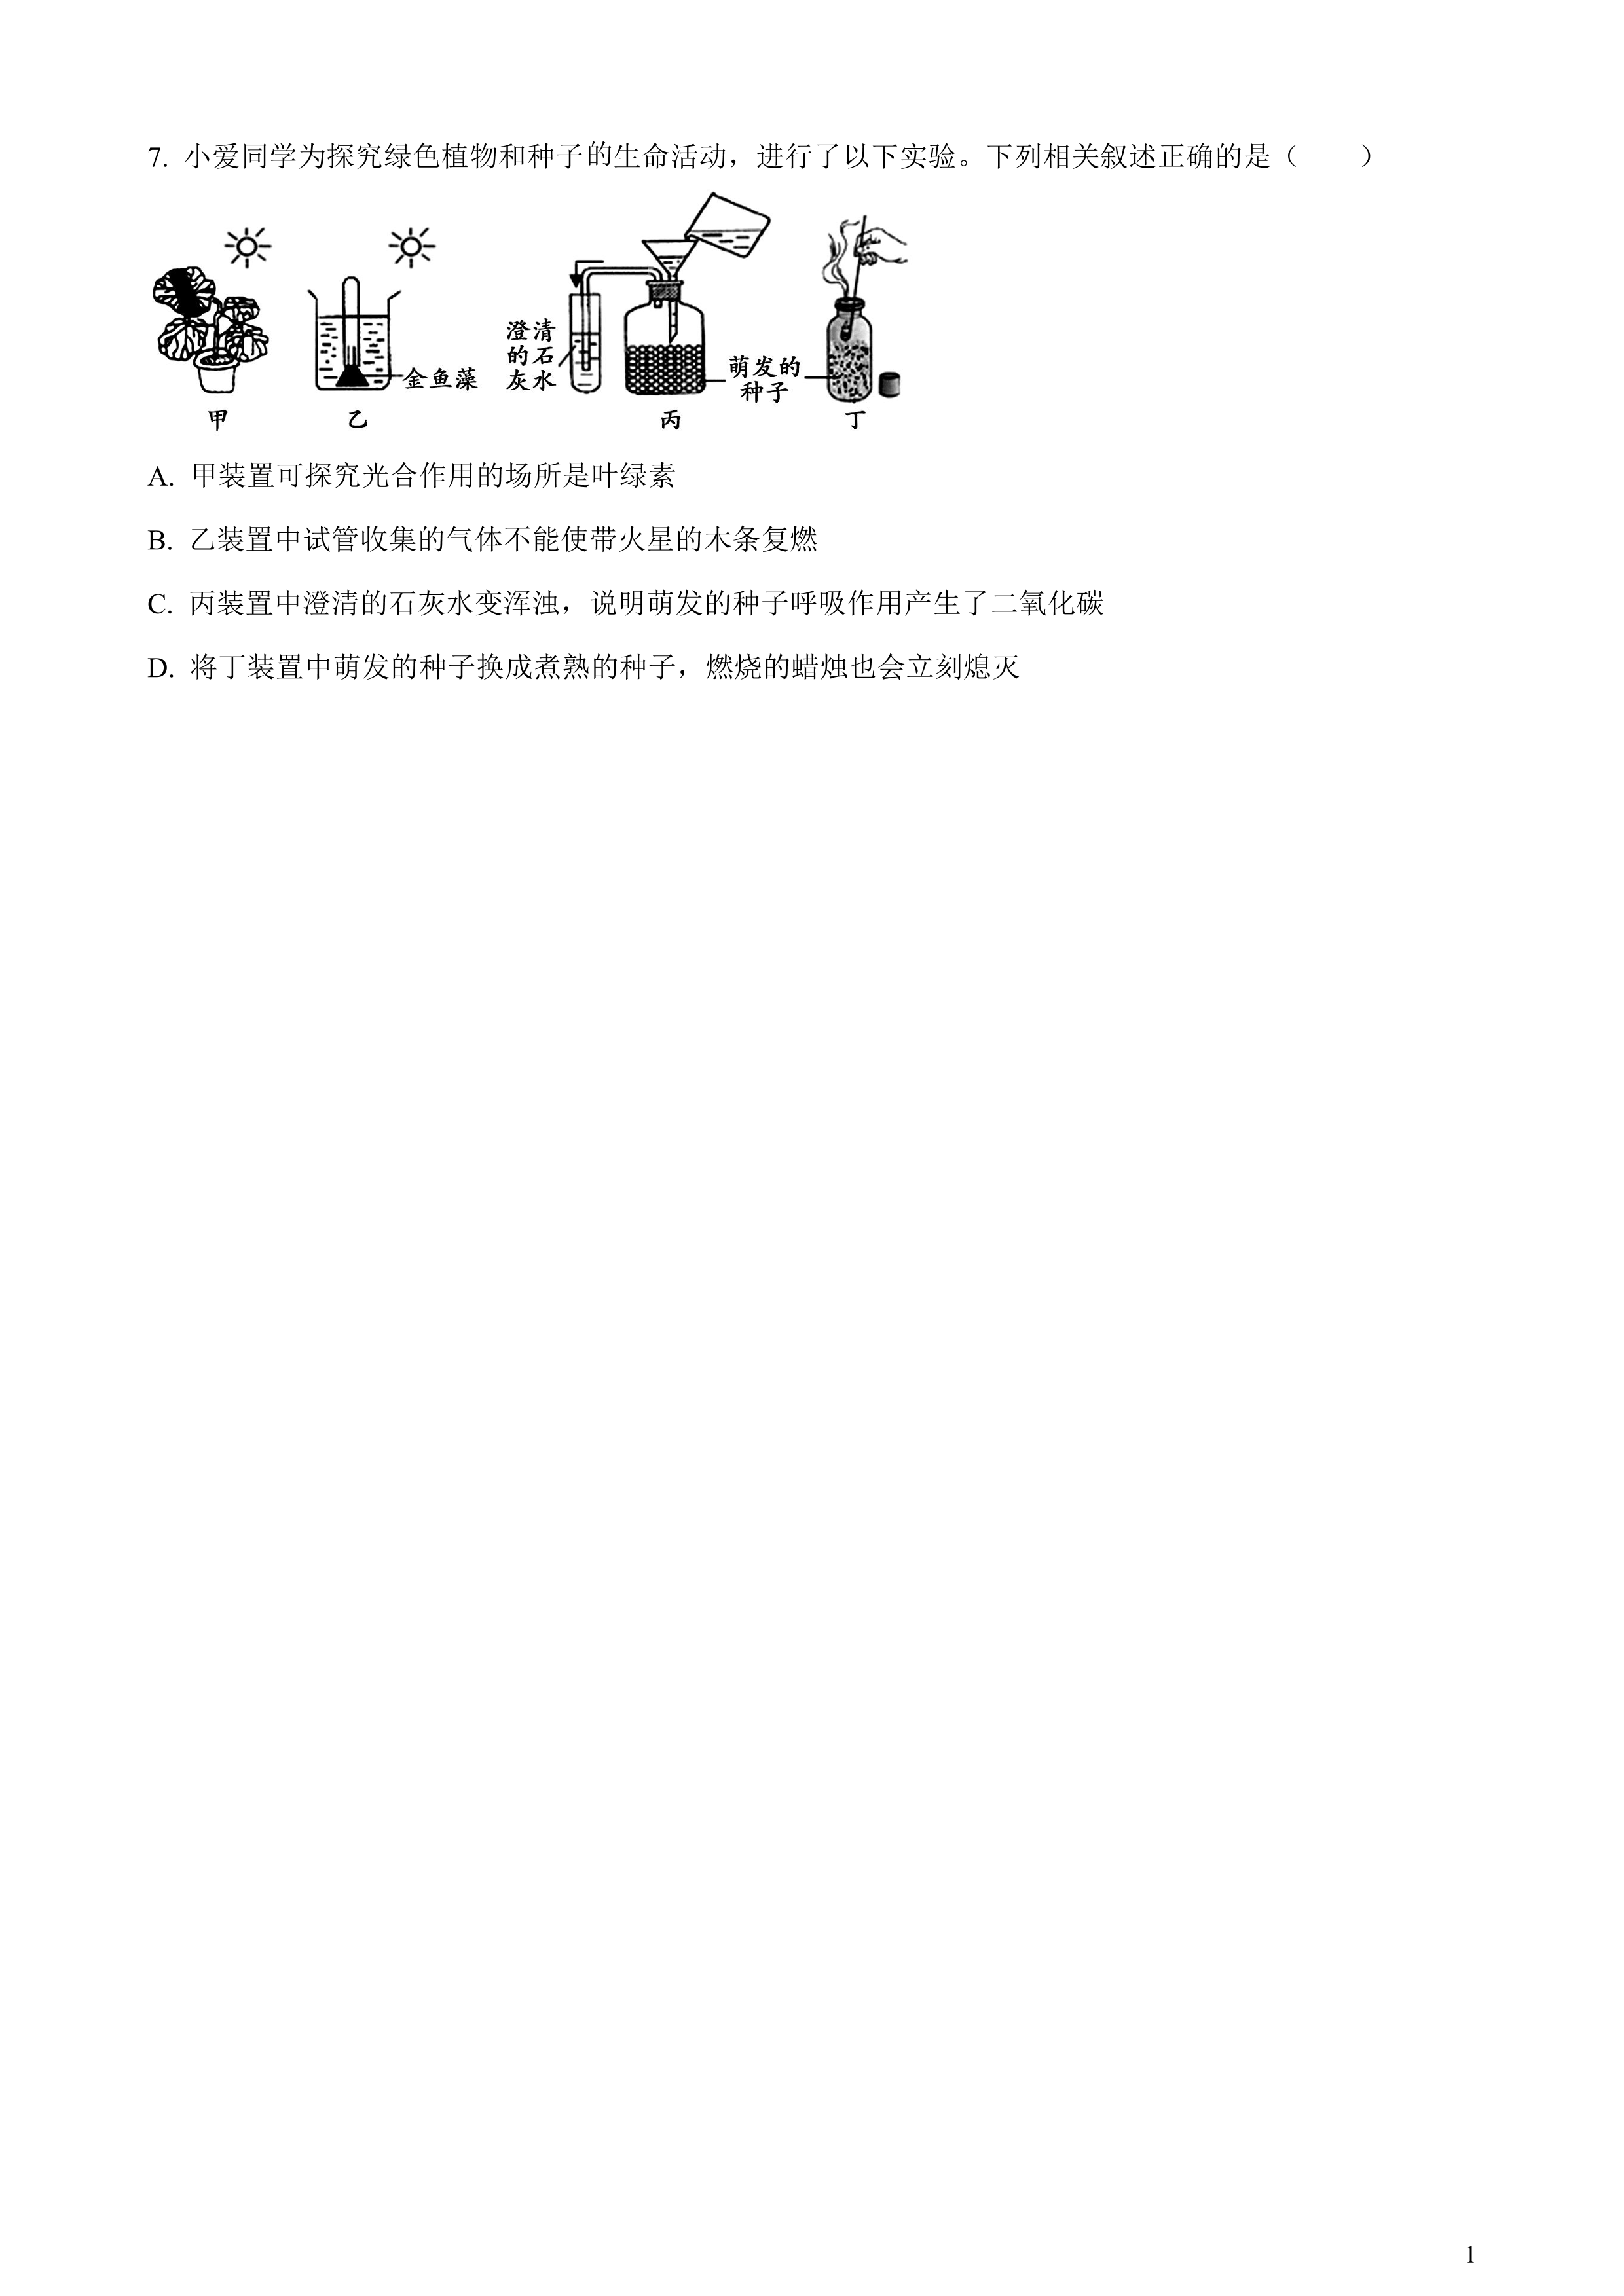 7. 小爱同学为探究绿色植物和种子的生命活动，进行了以下实验。下列相关叙述正确的是（　　）
澄清
的石
灰水
金鱼藻
萌发的
种子
甲
乙
丙
丁
A. 甲装置可探究光合作用的场所是叶绿素
B. 乙装置中试管收集的气体不能使带火星的木条复燃
C. 丙装置中澄清的石灰水变浑浊，说明萌发的种子呼吸作用产生了二氧化碳
D. 将丁装置中萌发的种子换成煮熟的种子，燃烧的蜡烛也会立刻熄灭
1